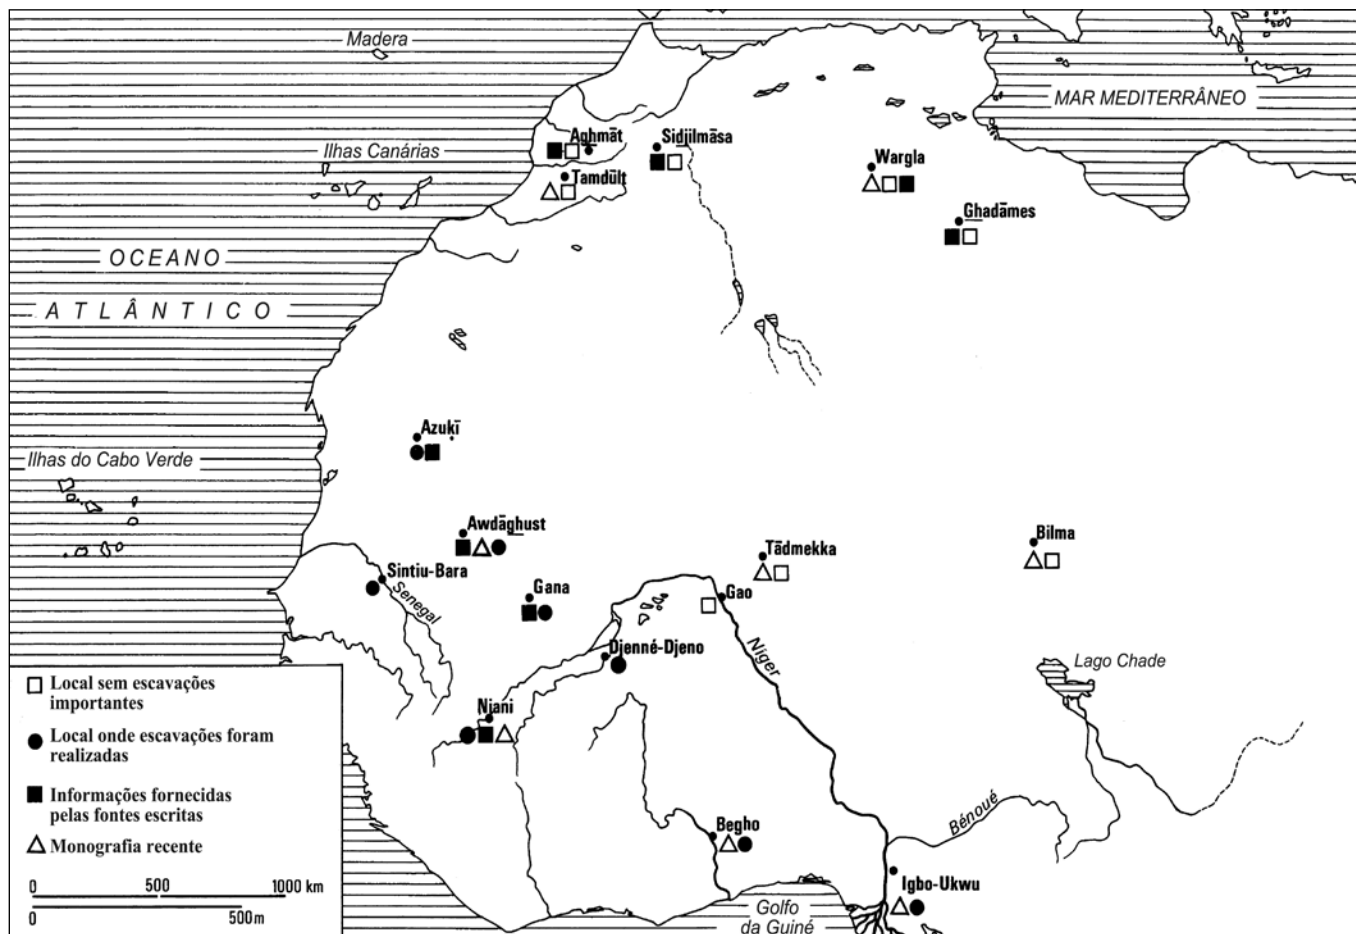 Madera
MAR MEDITERRÂNEO
Aghmāt
Sidjilmāsa
Ilhas Canárias
Wargla
Tamdūlt
Ghadāmes
OCEANO
ATLÂNTICO
Azukī
Ilhas do Cabo Verde
Awdāghust
Bilma
Tādmekka
Sintiu-Bara
Gana
Gao
Senegal
Djenné-Djeno
Niger
Lago Chade
Niani
Bénoué
Begho
Igbo-Ukwu
Golfo
da Guiné
Local sem escavações
importantes
Local onde escavações foram
realizadas
Informações fornecidas
pelas fontes escritas
Monografia recente
0 500 1000 km
0 500 m